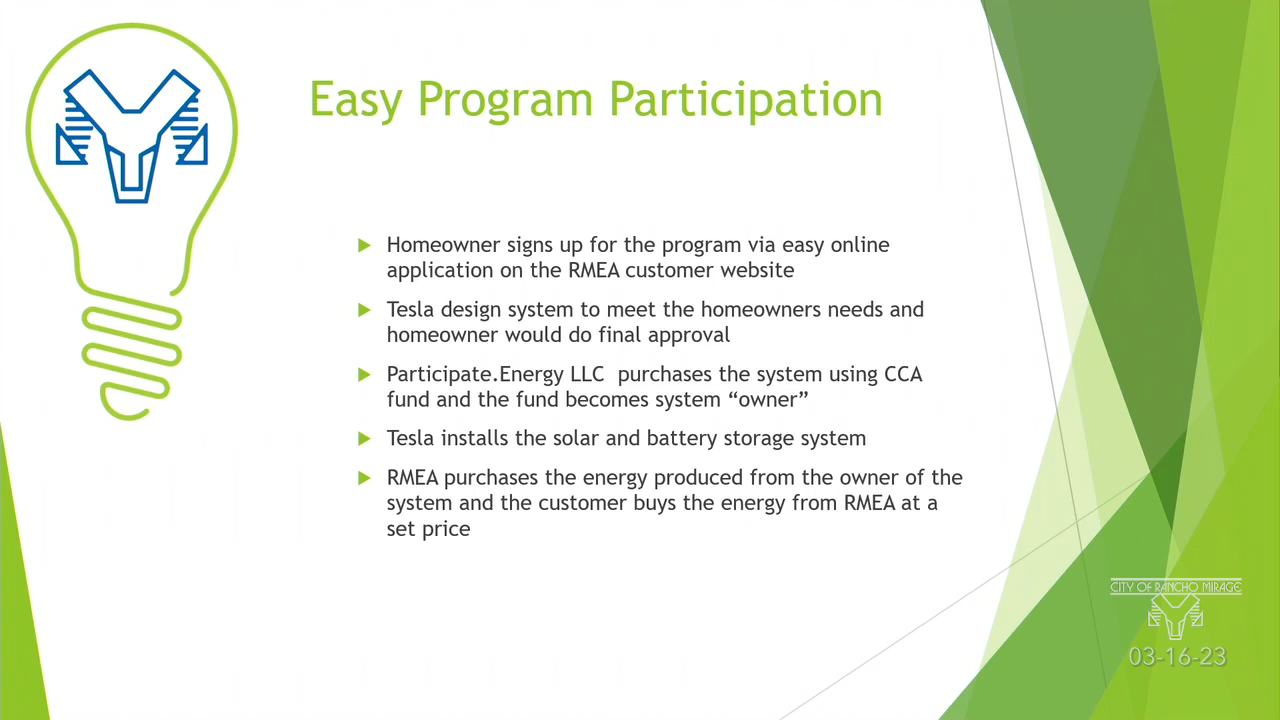 Easy Program Participation
Homeowner signs up for the program via easy online
application on the RMEA customer website
Tesla design system to meet the homeowners needs and
homeowner would do final approval
Participate.Energy LLC  purchases the system using CCA
fund and the fund becomes system “owner”
Tesla installs the solar and battery storage system
RMEA purchases the energy produced from the owner of the
system and the customer buys the energy from RMEA at a
set price
CITY OF RANCHO MIRAGE
03-16-23